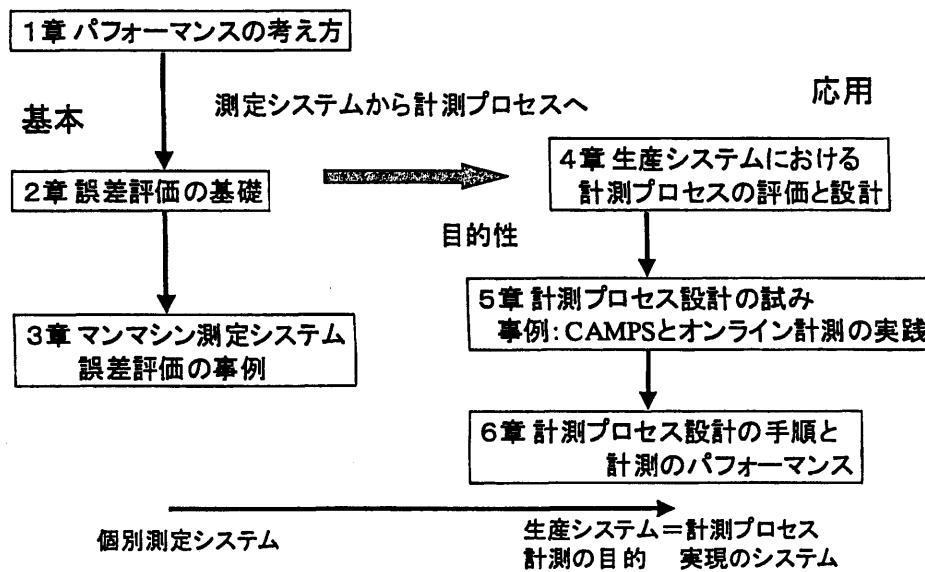 1章 パフォーマンスの考え方
基本
測定システムから計測プロセスへ
応用
2章 誤差評価の基礎
目的性
4章 生産システムにおける
計測プロセスの評価と設計
3章 マンマシン測定システム
誤差評価の事例
5章 計測プロセス設計の試み
事例:CAMPSとオンライン計測の実践
6章 計測プロセス設計の手順と
計測のパフォーマンス
個別測定システム
生産システム=計測プロセス
計測の目的 実現のシステム